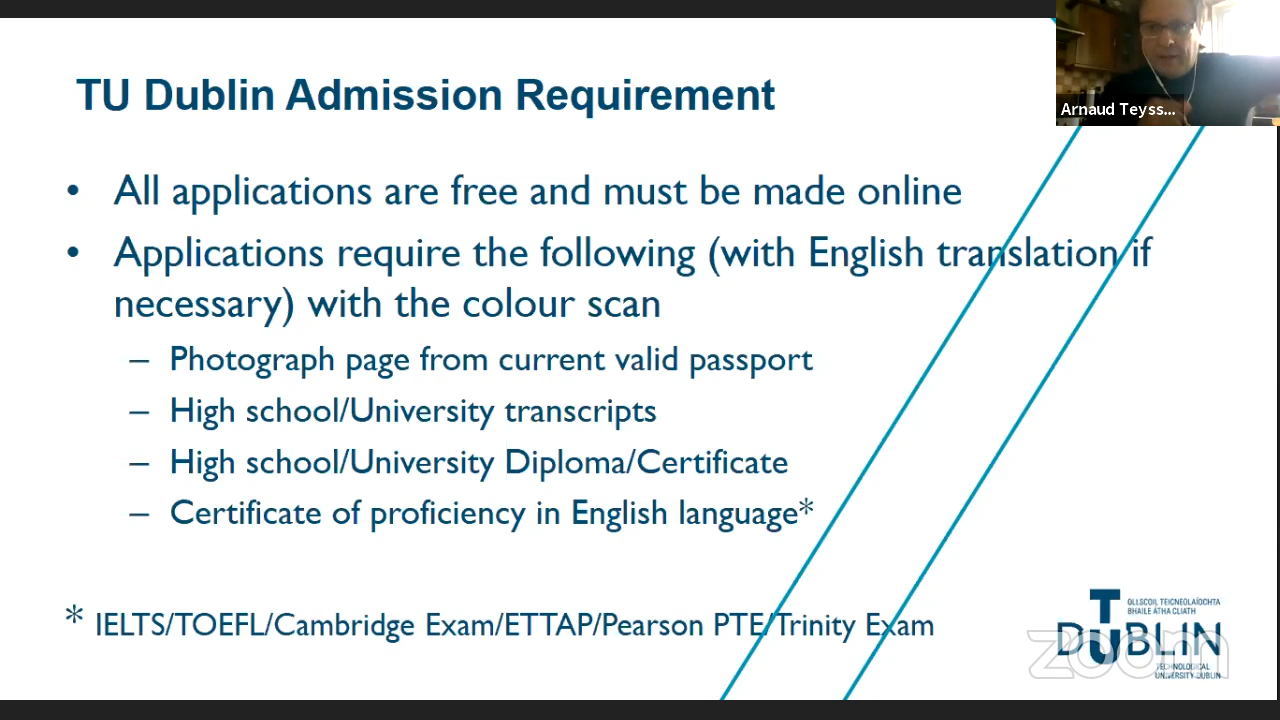 TU Dublin Admission Requirement
Arnaud Teyss...
• All applications are free and must be made online
• Applications require the following (with English translation if
necessary) with the colour scan
– Photograph page from current valid passport
– High school/University transcripts
– High school/University Diploma/Certificate
– Certificate of proficiency in English language*
* IELTS/TOEFL/Cambridge Exam/ETTAP/Pearson PTE/Trinity Exam
OLLSCOIL TEICNEOLAÍOCHTA
BHAILE ÁTHA CLIATH
TU DUBLIN
zoom
TECHNOLOGICAL
UNIVERSITY DUBLIN